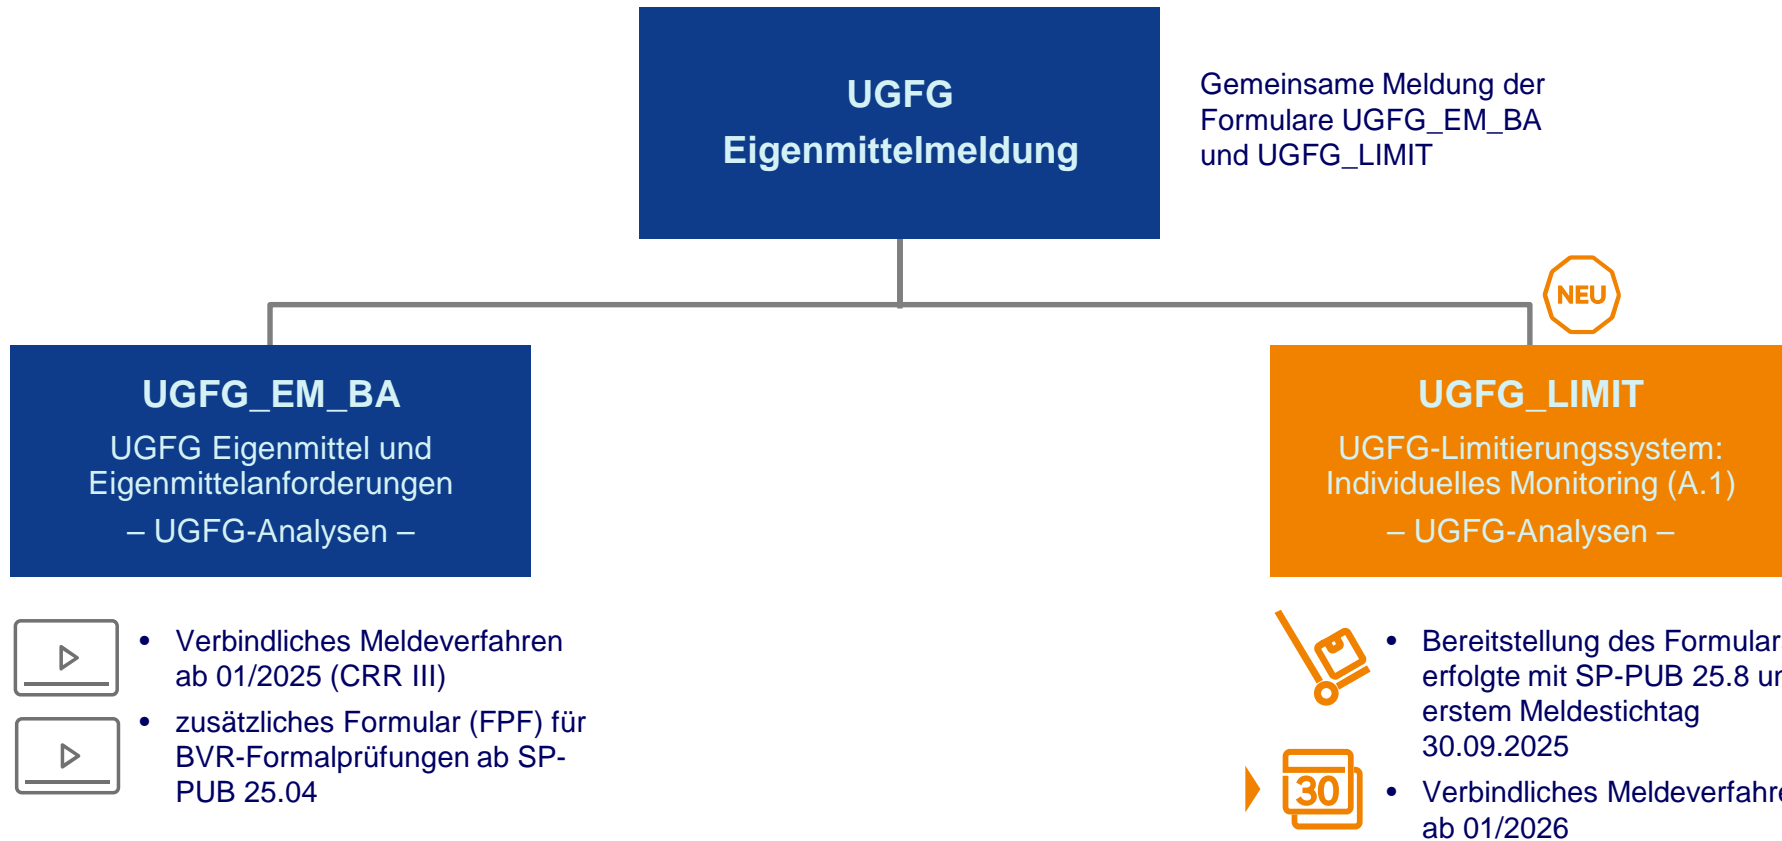 UGFG
Eigenmittelmeldung
Gemeinsame Meldung der
Formulare UGFG_EM_BA
und UGFG_LIMIT
NEU
UGFG_EM_BA
UGFG Eigenmittel und
Eigenmittelanforderungen
– UGFG-Analysen –
UGFG_LIMIT
UGFG-Limitierungssystem:
Individuelles Monitoring (A.1)
– UGFG-Analysen –
• Verbindliches Meldeverfahren
ab 01/2025 (CRR III)
• zusätzliches Formular (FPF) für
BVR-Formalprüfungen ab SP-
PUB 25.04
• Bereitstellung des Formular
erfolgte mit SP-PUB 25.8 un
erstem Meldestichtag
30.09.2025
30
• Verbindliches Meldeverfahre
ab 01/2026